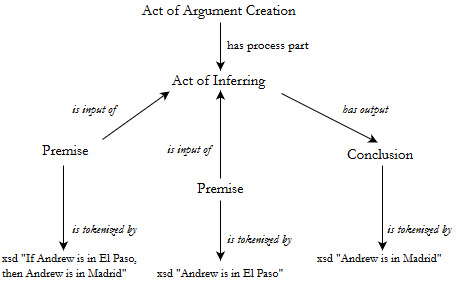 Act of Argument Creation
has process part
Act of Inferring
is input of
has output
is input of
Premise
Conclusion
Premise
is tokenized by
is tokenized by
is tokenized by
xsd "If Andrew is in El Paso,
then Andrew is in Madrid"
xsd "Andrew is in El Paso"
xsd "Andrew is in Madrid"